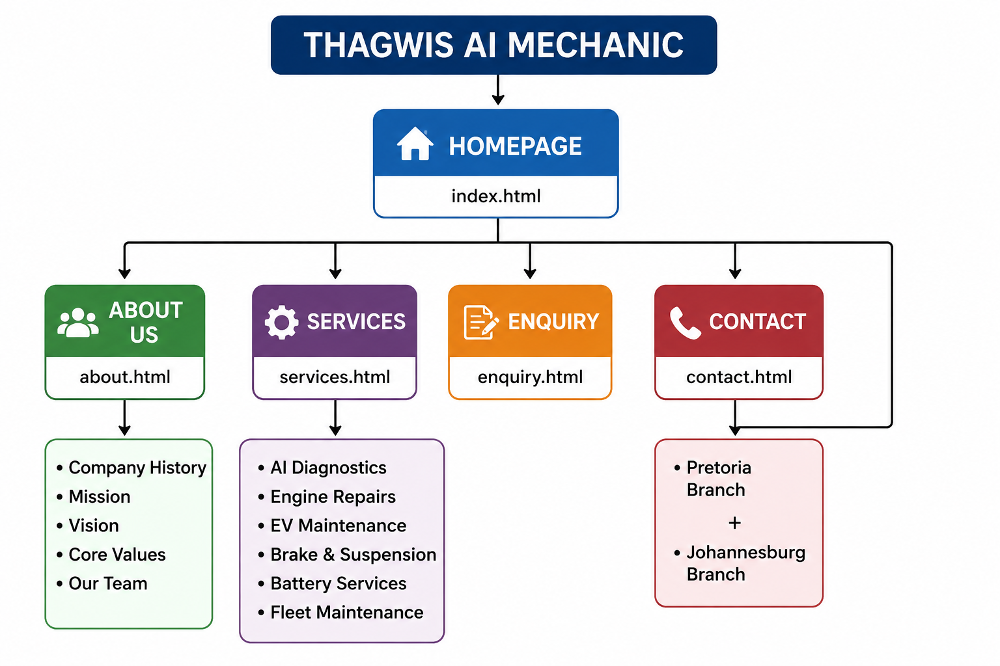 THAGWIS AI MECHANIC
HOMEPAGE
index.html
ABOUT
US
about.html
• Company History
• Mission
• Vision
• Core Values
• Our Team
SERVICES
services.html
• AI Diagnostics
• Engine Repairs
• EV Maintenance
• Brake & Suspension
• Battery Services
• Fleet Maintenance
ENQUIRY
enquiry.html
CONTACT
contact.html
• Pretoria
Branch
+
• Johannesburg
Branch